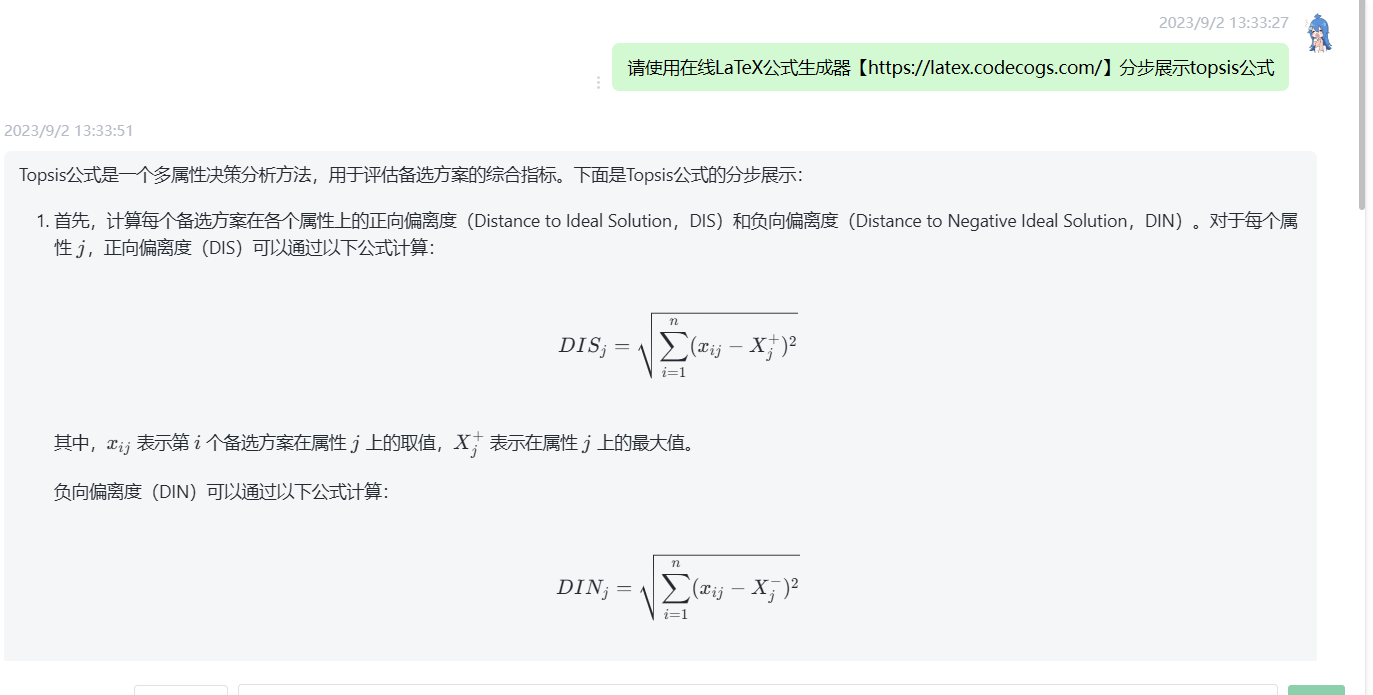 2023/9/2 13:33:27
请使用在线LaTeX公式生成器【https://latex.codecogs.com/】分步展示topsis公式
2023/9/2 13:33:51
Topsis公式是一个多属性决策分析方法，用于评估备选方案的综合指标。下面是Topsis公式的分步展示：
1. 首先，计算每个备选方案在各个属性上的正向偏离度（Distance to Ideal Solution，DIS）和负向偏离度（Distance to Negative Ideal Solution，DIN）。对于每个属
性 j，正向偏离度（DIS）可以通过以下公式计算：
DIS_j = \sqrt{\sum_{i=1}^{n}(x_{ij} - X_j^+)^2}
其中，x_{ij} 表示第 i 个备选方案在属性 j 上的取值，X_j^+ 表示在属性 j 上的最大值。
负向偏离度（DIN）可以通过以下公式计算：
DIN_j = \sqrt{\sum_{i=1}^{n}(x_{ij} - X_j^-)^2}